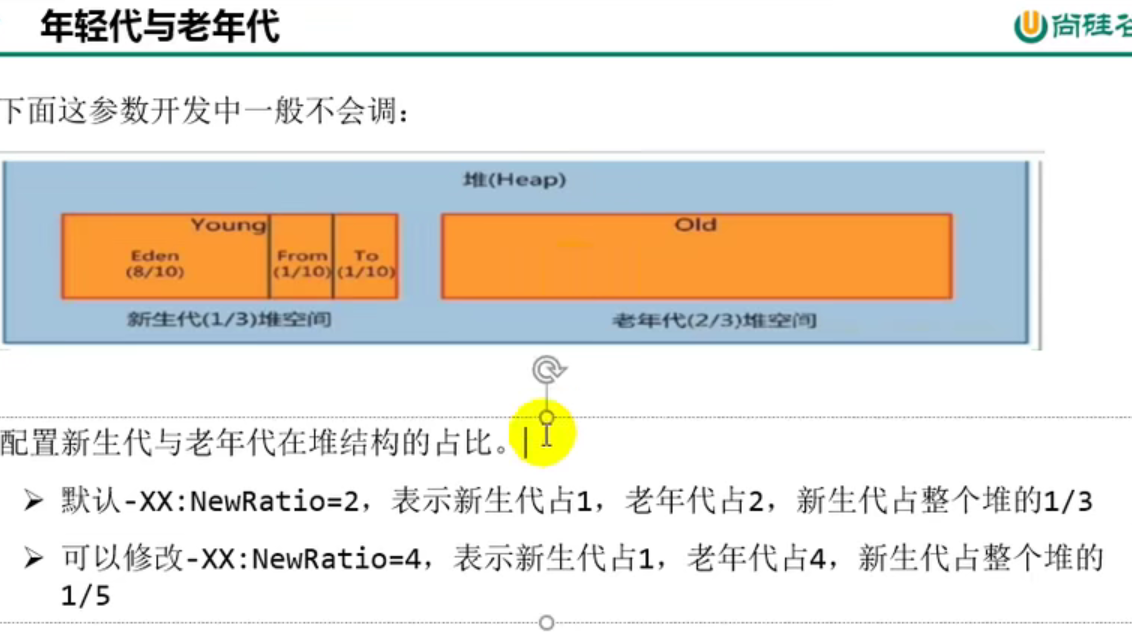 年轻代与老年代
尚硅谷
下面这参数开发中一般不会调:
堆(Heap)
Young
Eden
(8/10)
From
(1/10)
To
(1/10)
Old
新生代(1/3)堆空间
老年代(2/3)堆空间
配置新生代与老年代在堆结构的占比。
➤ 默认-XX:NewRatio=2，表示新生代占1，老年代占2，新生代占整个堆的1/3
➤ 可以修改-XX:NewRatio=4，表示新生代占1，老年代占4，新生代占整个堆的
1/5